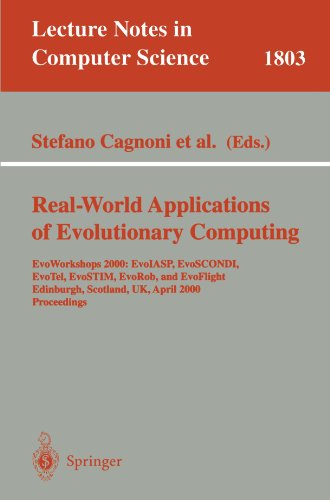 Lecture Notes in
Computer Science 1803
Stefano Cagnoni et al. (Eds.)
Real-World Applications
of Evolutionary Computing
EvoWorkshops 2000: EvoIASP, EvoSCONDI,
EvoTel, EvoSTIM, EvoRob, and EvoFlight
Edinburgh, Scotland, UK, April 2000
Proceedings
Springer